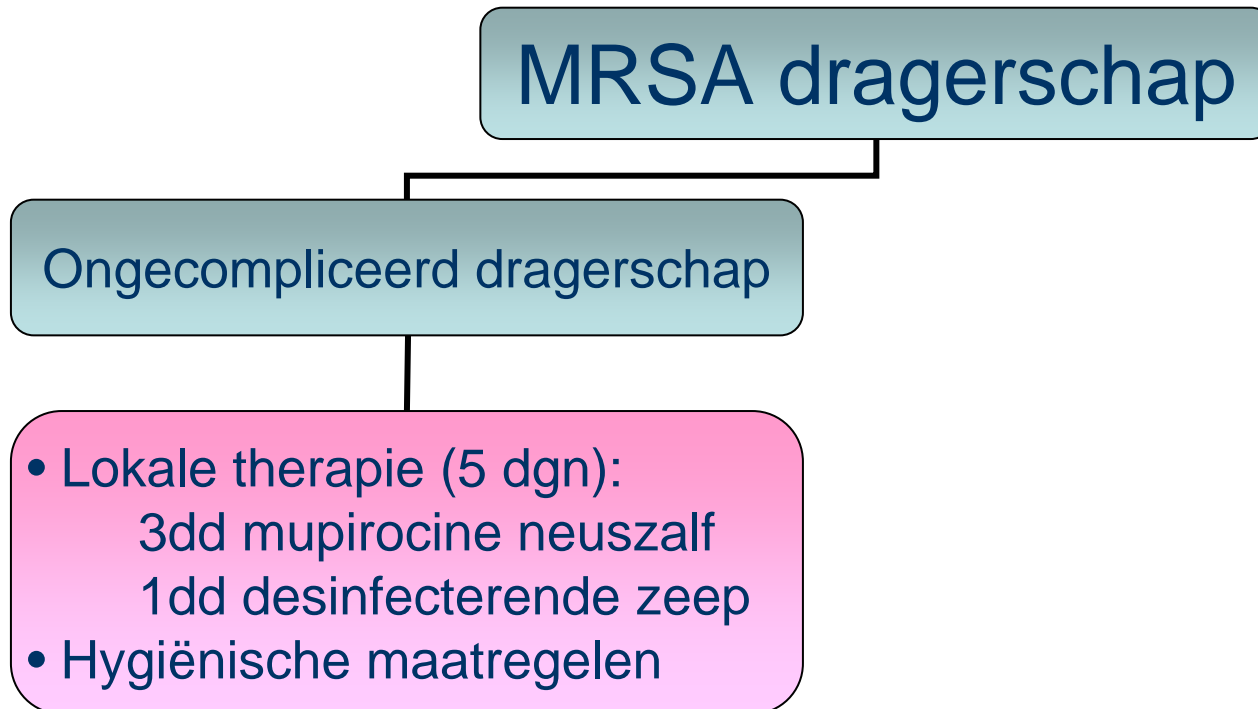 MRSA dragerschap
Ongecompliceerd dragerschap
• Lokale therapie (5 dgn):
3dd mupirocine neuszalf
1dd desinfecterende zeep
• Hygiënische maatregelen